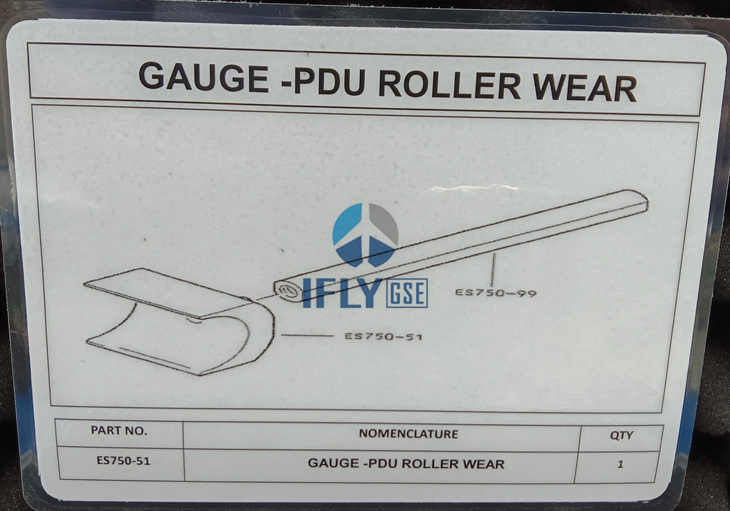 GAUGE -PDU ROLLER WEAR
IFLY GSE
ES750-99
ES750-51
PART NO. NOMENCLATURE QTY
ES750-51 GAUGE -PDU ROLLER WEAR 1